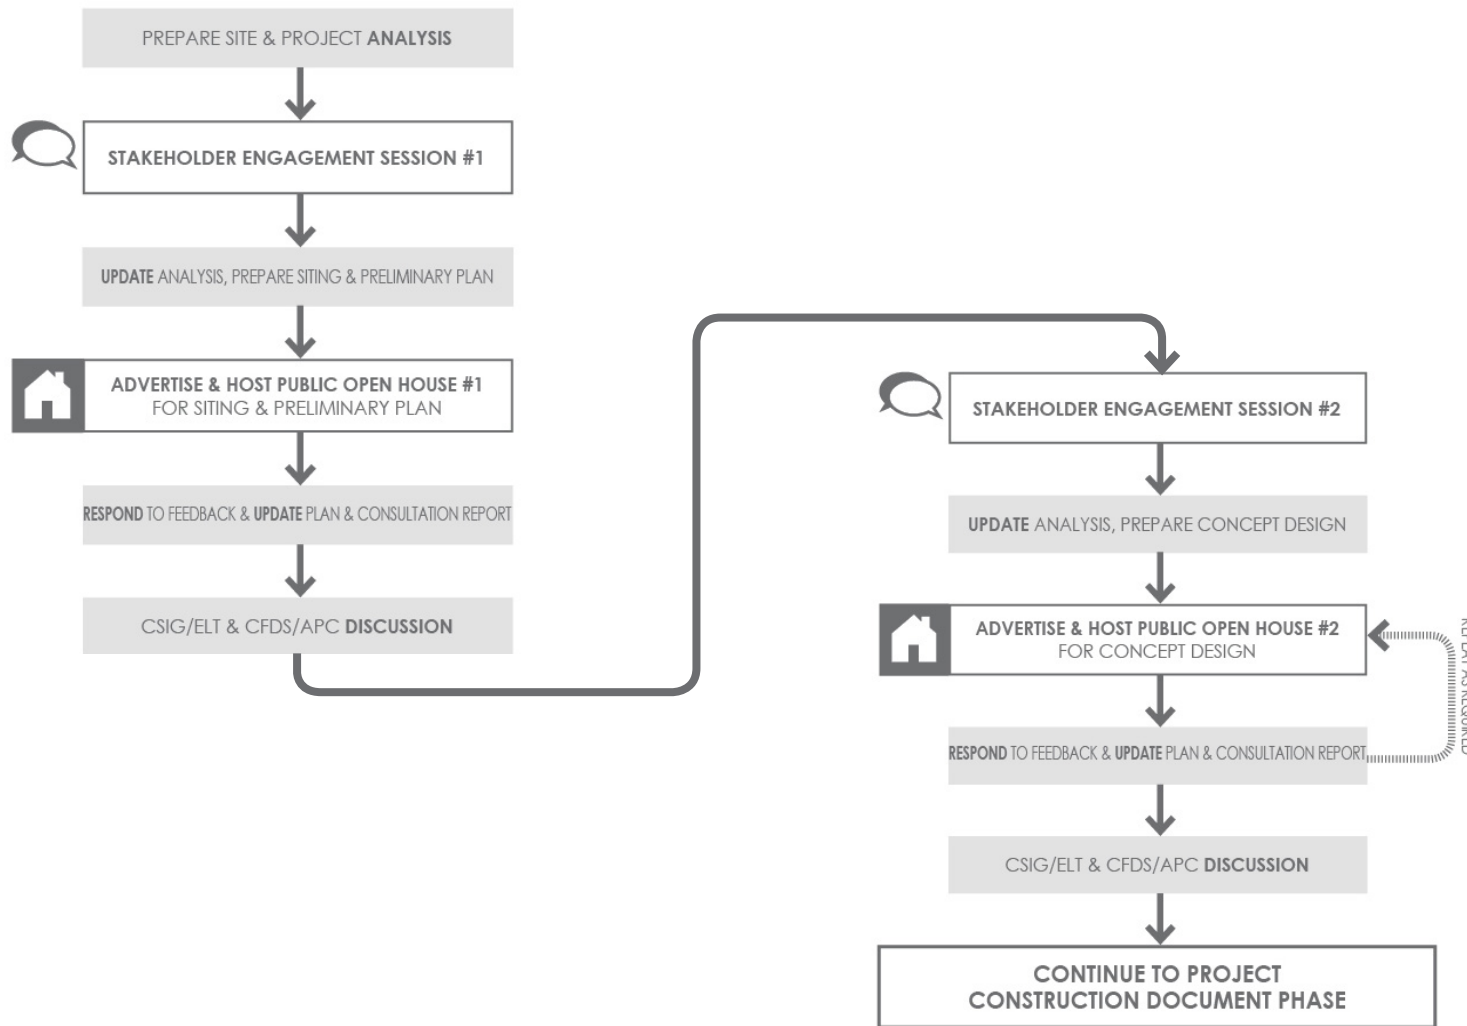 PREPARE SITE & PROJECT ANALYSIS
STAKEHOLDER ENGAGEMENT SESSION #1
UPDATE ANALYSIS, PREPARE SITING & PRELIMINARY PLAN
ADVERTISE & HOST PUBLIC OPEN HOUSE #1
FOR SITING & PRELIMINARY PLAN
RESPOND TO FEEDBACK & UPDATE PLAN & CONSULTATION REPORT
CSIG/ELT & CFDS/APC DISCUSSION
STAKEHOLDER ENGAGEMENT SESSION #2
UPDATE ANALYSIS, PREPARE CONCEPT DESIGN
ADVERTISE & HOST PUBLIC OPEN HOUSE #2
FOR CONCEPT DESIGN
RESPOND TO FEEDBACK & UPDATE PLAN & CONSULTATION REPORT
REPEAT AS REQUIRED
CSIG/ELT & CFDS/APC DISCUSSION
CONTINUE TO PROJECT
CONSTRUCTION DOCUMENT PHASE